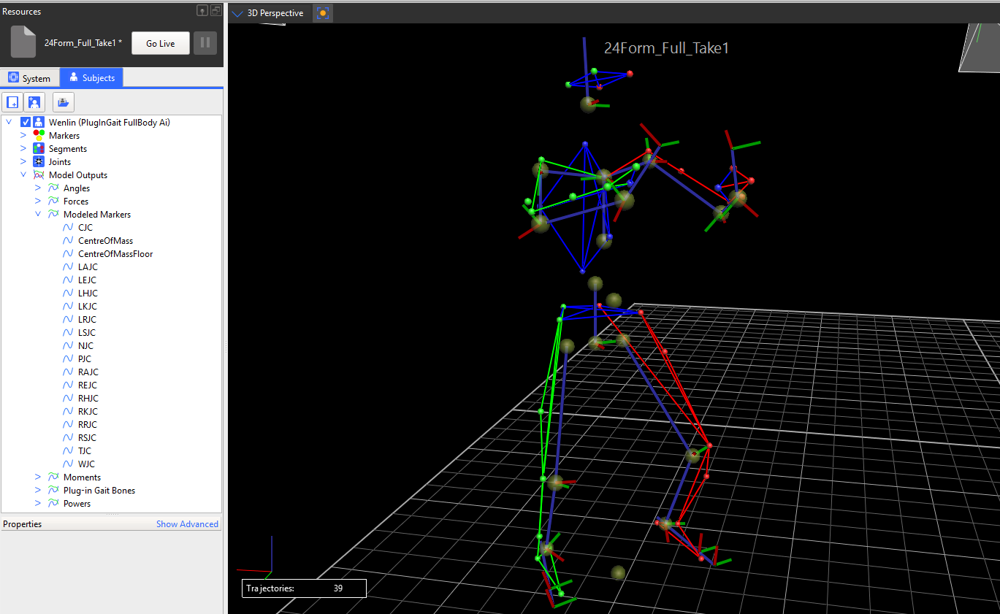 Resources
24Form_Full_Take1 *
Go Live
System
Subjects
Wenlin (PlugInGait FullBody Ai)
Markers
Segments
Joints
Model Outputs
Angles
Forces
Modeled Markers
CJC
CentreOfMass
CentreOfMassFloor
LAJC
LEJC
LHJC
LKJC
LRJC
LSJC
NJC
PJC
RAJC
REJC
RHJC
RKJC
RRJC
RSJC
TJC
WJC
Moments
Plug-in Gait Bones
Powers
Properties
Show Advanced
3D Perspective
24Form_Full_Take1
Trajectories: 39